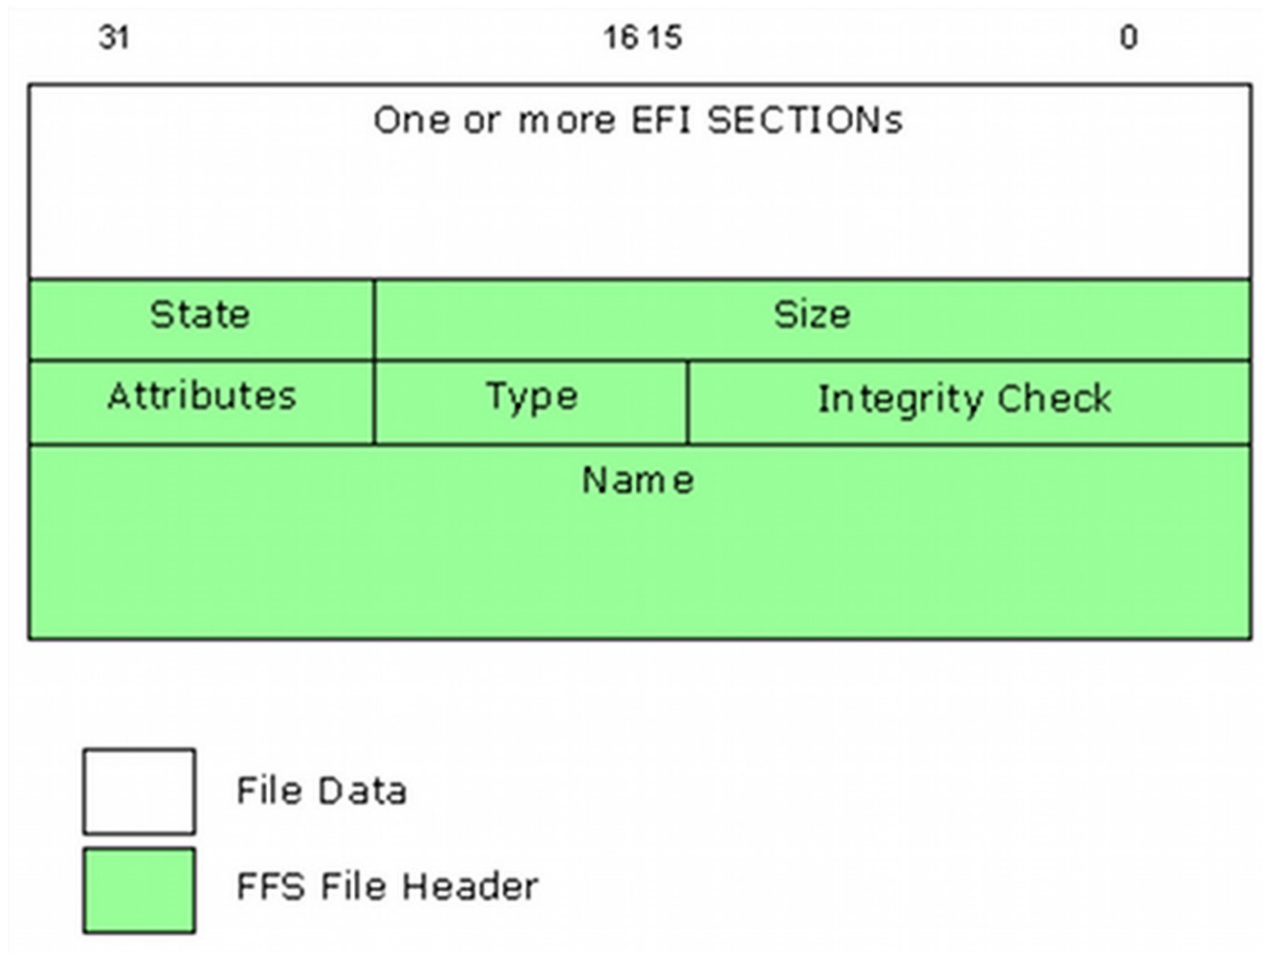 31 16 15 0
One or more EFI SECTIONs
State Size
Attributes Type Integrity Check
Name
File Data
FFS File Header